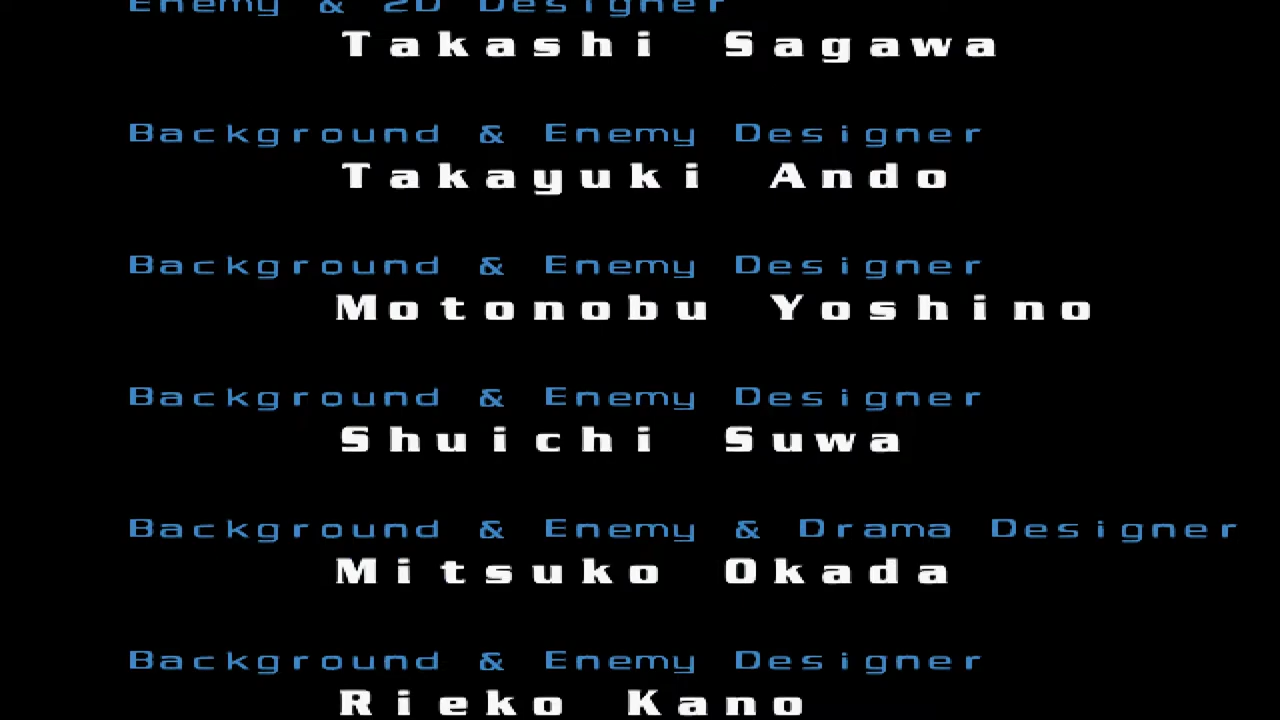 Enemy & 2D Designer
Takashi Sagawa
Background & Enemy Designer
Takayuki Ando
Background & Enemy Designer
Motonobu Yoshino
Background & Enemy Designer
Shuichi Suwa
Background & Enemy & Drama Designer
Mitsuko Okada
Background & Enemy Designer
Rieko Kano